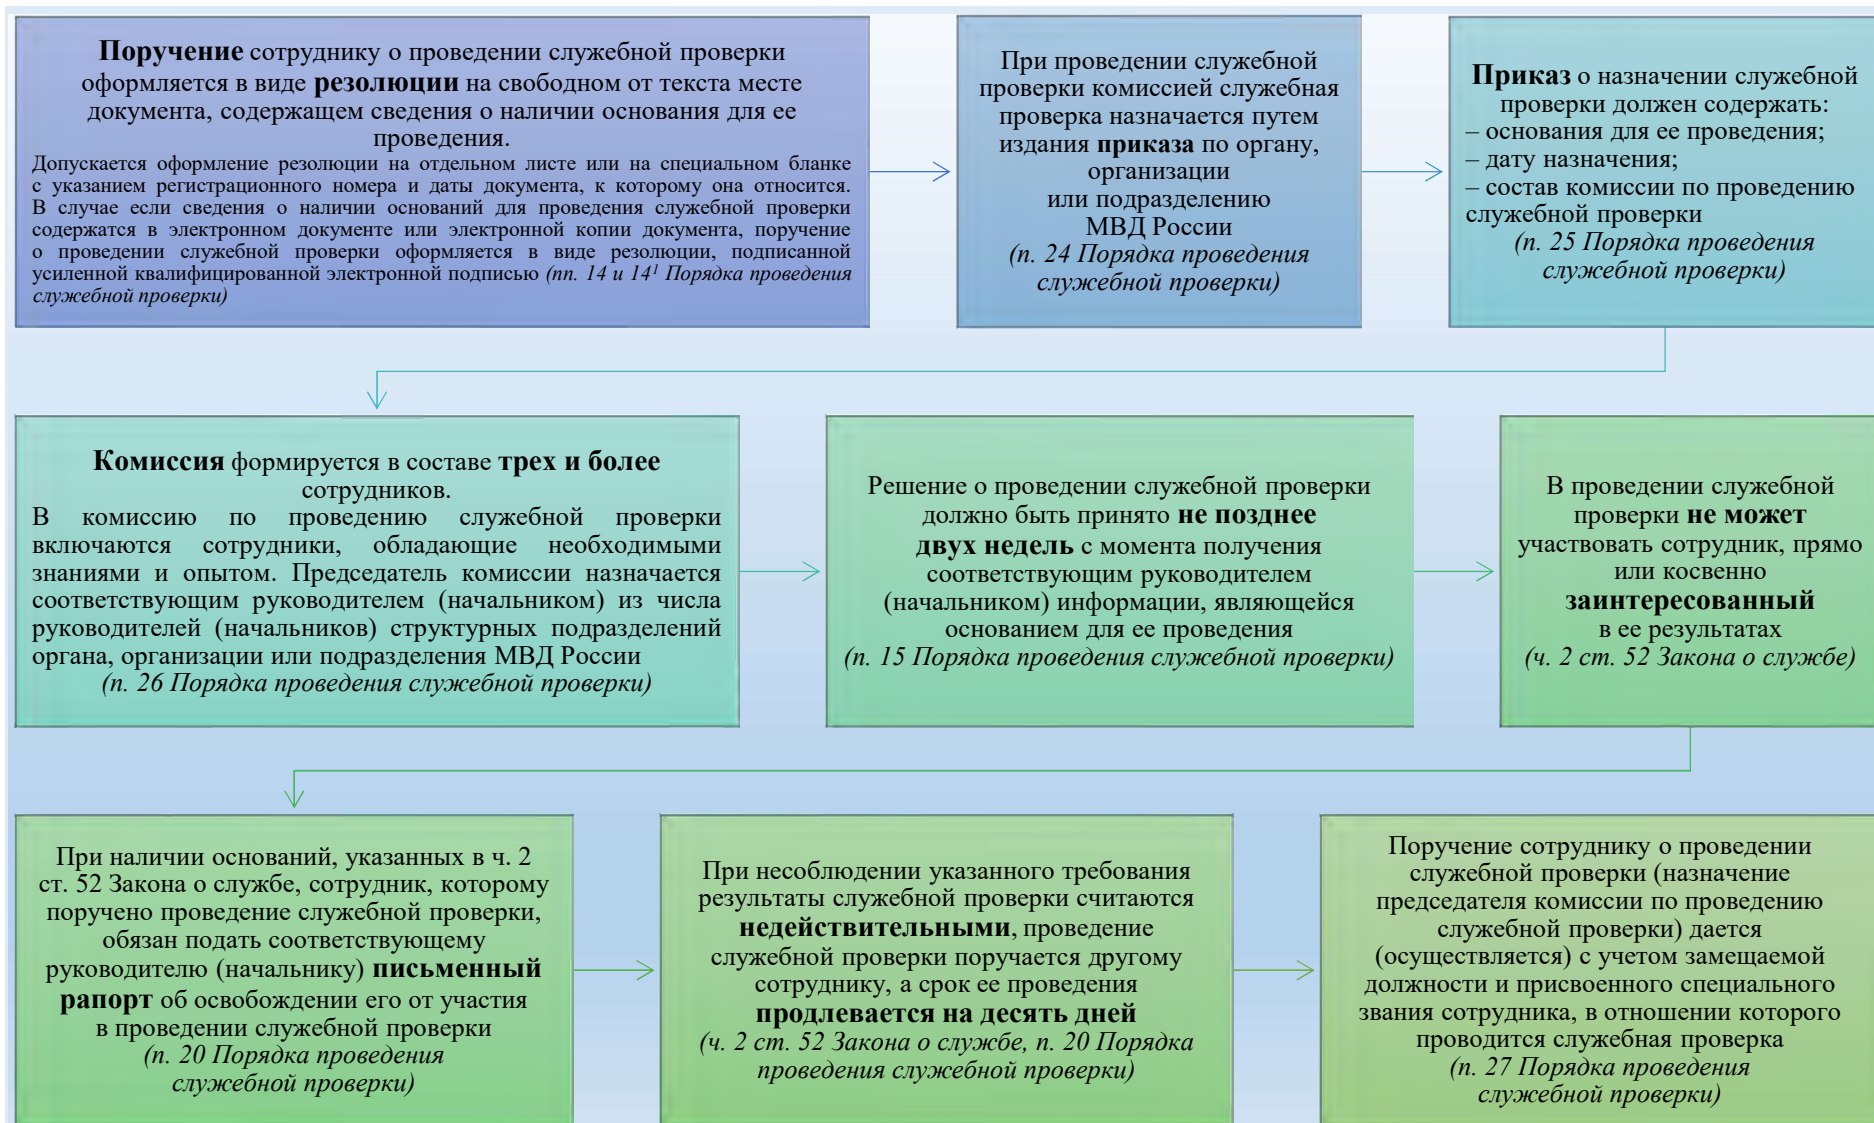 Поручение сотруднику о проведении служебной проверки
оформляется в виде резолюции на свободном от текста месте
документа, содержащем сведения о наличии основания для ее
проведения.
Допускается оформление резолюции на отдельном листе или на специальном бланке
с указанием регистрационного номера и даты документа, к которому она относится.
В случае если сведения о наличии оснований для проведения служебной проверки
содержатся в электронном документе или электронной копии документа, поручение
о проведении служебной проверки оформляется в виде резолюции, подписанной
усиленной квалифицированной электронной подписью (пп. 14 и 14¹ Порядка проведения
служебной проверки)
При проведении служебной
проверки комиссией служебная
проверка назначается путем
издания приказа по органу,
организации
или подразделению
МВД России
(п. 24 Порядка проведения
служебной проверки)
Приказ о назначении служебной
проверки должен содержать:
– основания для ее проведения;
– дату назначения;
– состав комиссии по проведению
служебной проверки
(п. 25 Порядка проведения
служебной проверки)
Комиссия формируется в составе трех и более
сотрудников.
В комиссию по проведению служебной проверки
включаются сотрудники, обладающие необходимыми
знаниями и опытом. Председатель комиссии назначается
соответствующим руководителем (начальником) из числа
руководителей (начальников) структурных подразделений
органа, организации или подразделения МВД России
(п. 26 Порядка проведения служебной проверки)
Решение о проведении служебной проверки
должно быть принято не позднее
двух недель с момента получения
соответствующим руководителем
(начальником) информации, являющейся
основанием для ее проведения
(п. 15 Порядка проведения служебной проверки)
В проведении служебной
проверки не может
участвовать сотрудник, прямо
или косвенно
заинтересованный
в ее результатах
(ч. 2 ст. 52 Закона о службе)
При наличии оснований, указанных в ч. 2
ст. 52 Закона о службе, сотрудник, которому
поручено проведение служебной проверки,
обязан подать соответствующему
руководителю (начальнику) письменный
рапорт об освобождении его от участия
в проведении служебной проверки
(п. 20 Порядка проведения
служебной проверки)
При несоблюдении указанного требования
результаты служебной проверки считаются
недействительными, проведение
служебной проверки поручается другому
сотруднику, а срок ее проведения
продлевается на десять дней
(ч. 2 ст. 52 Закона о службе, п. 20 Порядка
проведения служебной проверки)
Поручение сотруднику о проведении
служебной проверки (назначение
председателя комиссии по проведению
служебной проверки) дается
(осуществляется) с учетом замещаемой
должности и присвоенного специального
звания сотрудника, в отношении которого
проводится служебная проверка
(п. 27 Порядка проведения
служебной проверки)